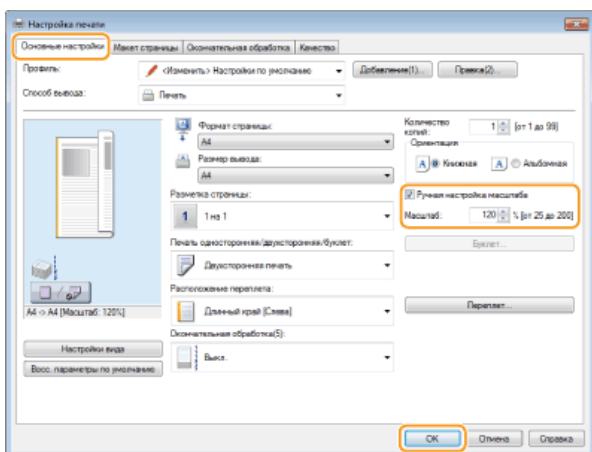 Настройка печати
Основные настройки Макет страницы Окончательная обработка Качество
Профиль: <Изменить> Настройки по умолчанию Добавление(1)... Правка(2)...
Способ вывода: Печать
Формат страницы:
A4
Размер вывода:
A4
Разметка страницы:
1 1 на 1
Печать односторонняя/двухсторонняя/буклет:
Двухсторонняя печать
Расположение переплета:
Длинный край [Слева]
Окончательная обработка(5):
Выкл.
Количество копий: 1 [от 1 до 99]
Ориентация
A Книжная A Альбомная
Ручная настройка масштаба
Масштаб: 120 % [от 25 до 200]
Буклет...
Переплет...
A4 -> A4 [Масштаб: 120%]
Настройки вида
Восс. параметры по умолчанию
OK Отмена Справка